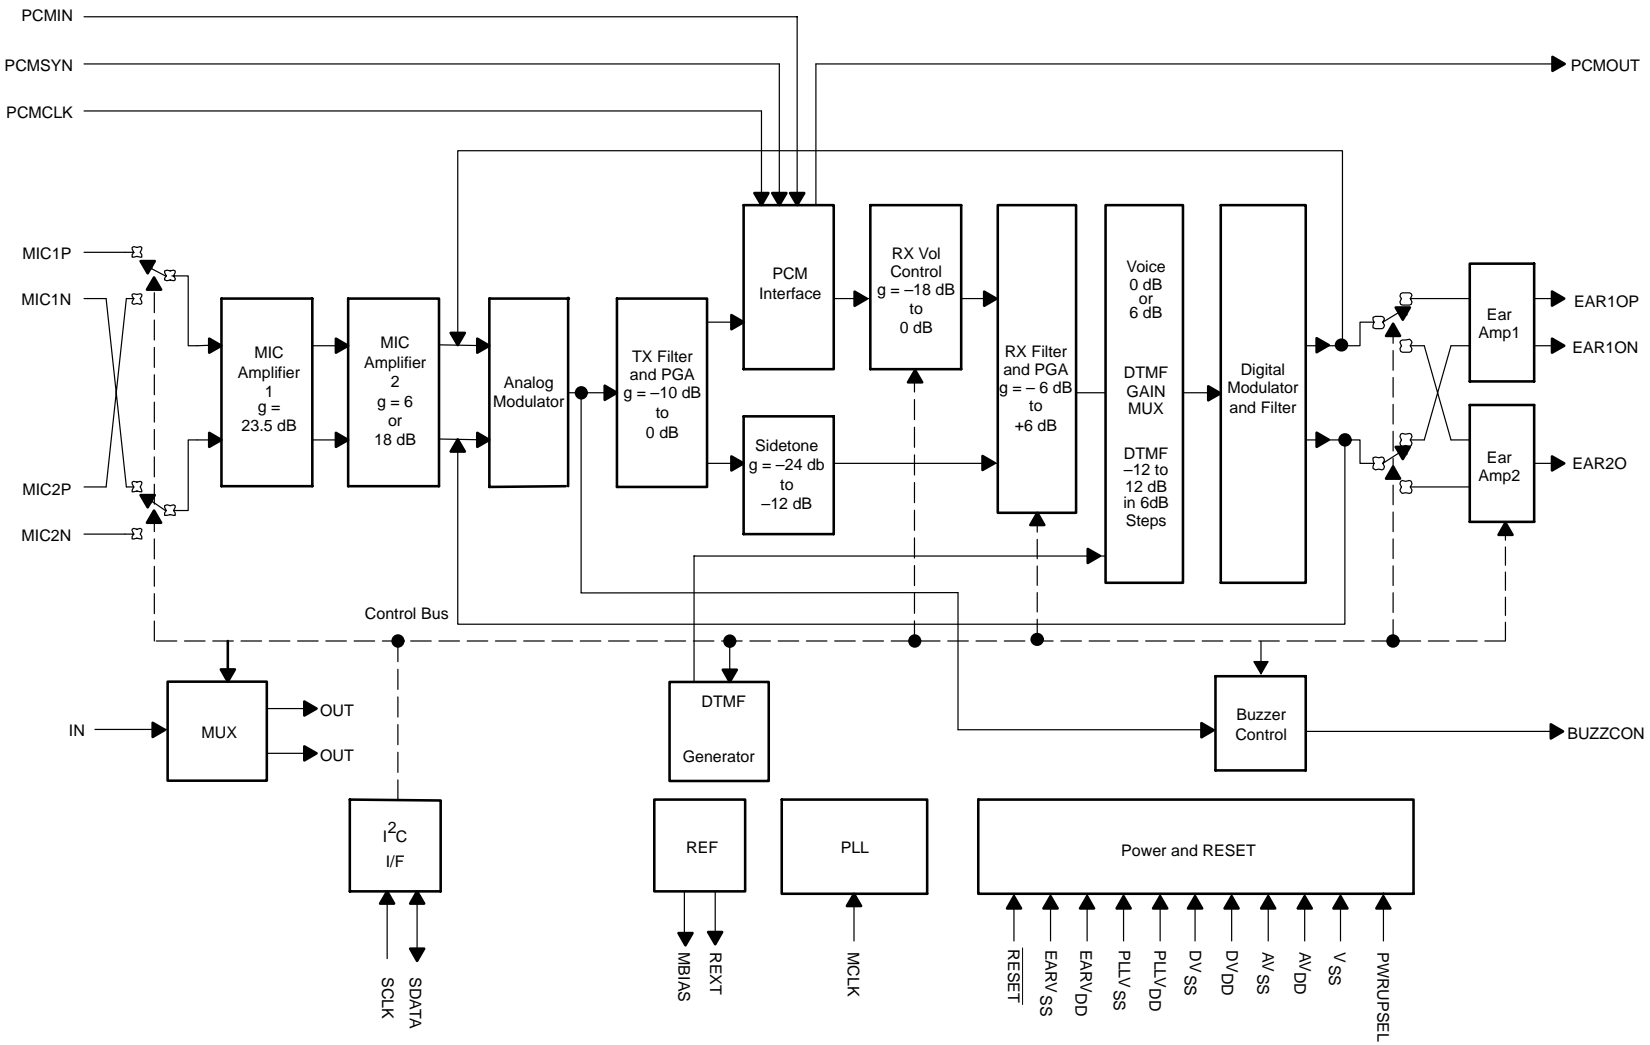 PCMIN
PCMSYN
PCMOUT
PCMCLK
MIC1P
MIC1N
MIC2P
MIC2N
MIC
Amplifier
1
g =
23.5 dB
MIC
Amplifier
2
g = 6
or
18 dB
Analog
Modulator
TX Filter
and PGA
g = –10 dB
to
0 dB
PCM
Interface
Sidetone
g = –24 db
to
–12 dB
RX Vol
Control
g = –18 dB
to
0 dB
RX Filter
and PGA
g = – 6 dB
to
+6 dB
Voice
0 dB
or
6 dB
DTMF
GAIN
MUX
DTMF
–12 to
12 dB
in 6dB
Steps
Digital
Modulator
and Filter
Ear
Amp1
Ear
Amp2
EAR1OP
EAR1ON
EAR2O
Control Bus
IN
MUX
OUT
OUT
DTMF
Generator
Buzzer
Control
BUZZCON
I2C
I/F
REF
PLL
Power and RESET
SCLK
SDATA
MBIAS
REXT
MCLK
RESET
EARVSS
EARVDD
PLLVSS
PLLVDD
DVSS
DVDD
AVSS
AVDD
VSS
PWRUPSEL